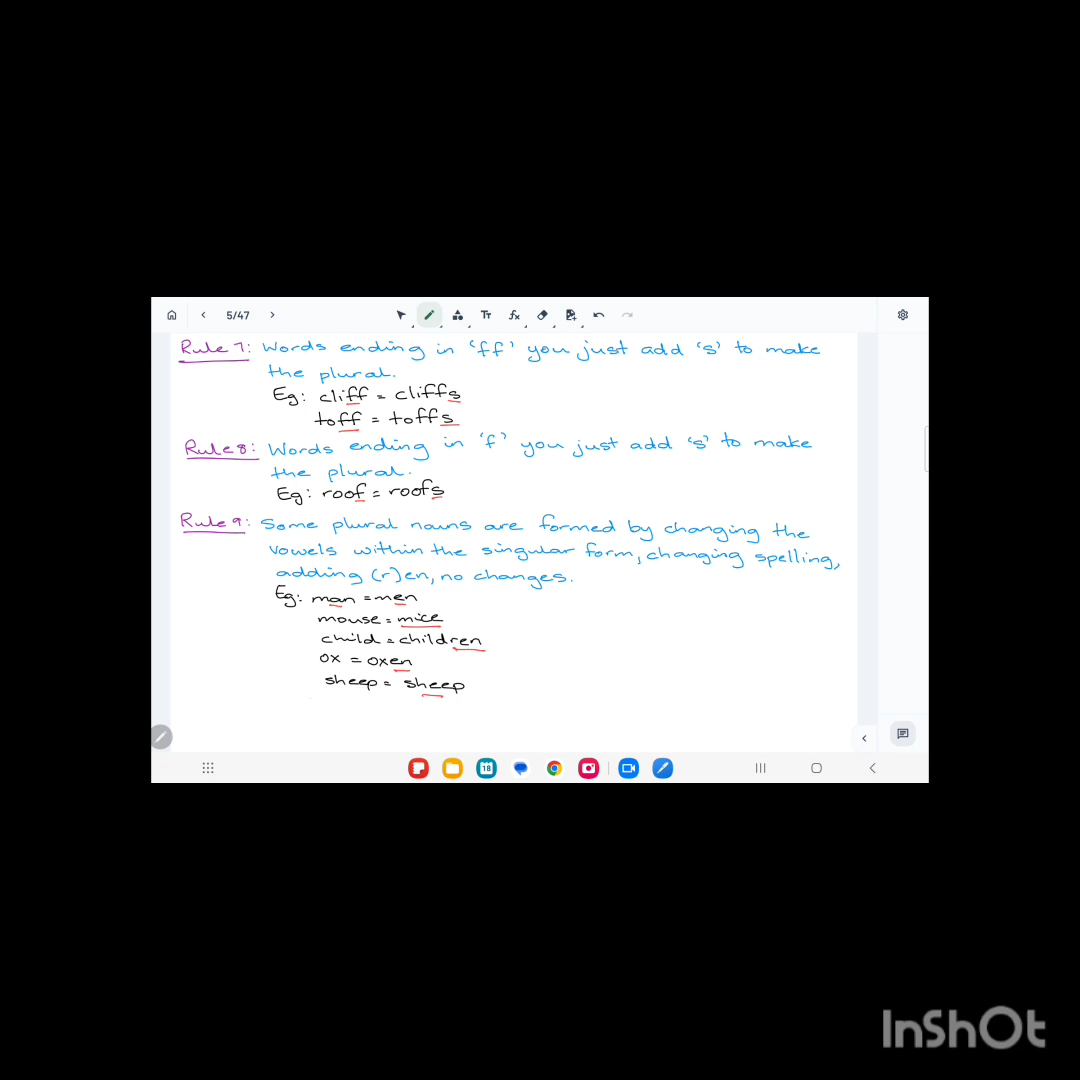 5/47
Tт
fx
Rule 7: Words ending in 'ff' you just add 's' to make
the plural.
Eg: cliff = cliffs
toff = toffs
Rule 8: Words ending in 'f' you just add 's' to make
the plural.
Eg: roof = roofs
Rule 9: Some plural nouns are formed by changing the
vowels within the singular form, changing spelling,
adding (r)en, no changes.
Eg: man = men
mouse = mice
child = children
ox = oxen
sheep = sheep
18
InShOt